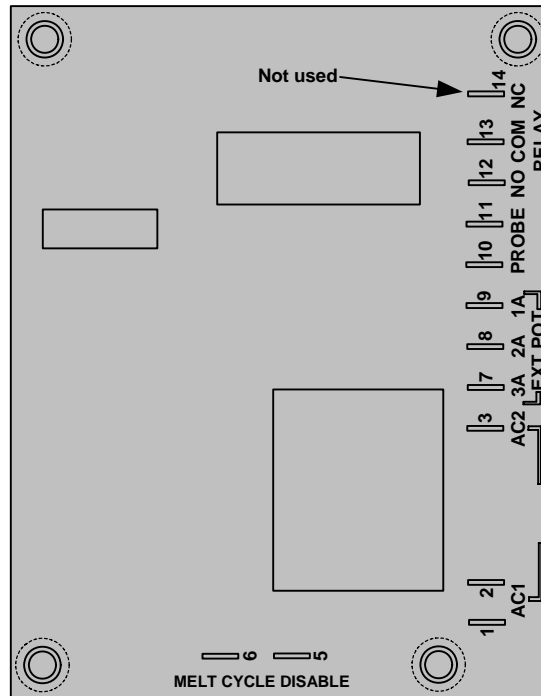 Not used
14 NC
13 COM
12 NO
RELAY
11
10
PROBE
9 1A
8 2A
7 3A
EXT POT
3 AC2
2
1
AC1
6 5
MELT CYCLE DISABLE